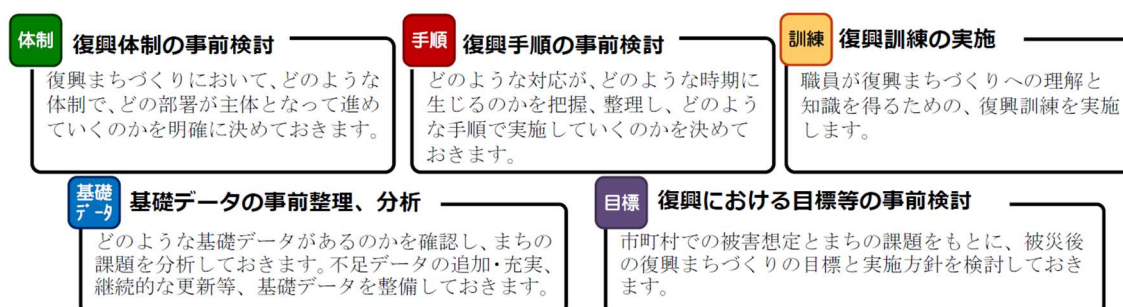 体制 復興体制の事前検討
復興まちづくりにおいて、どのような
体制で、どの部署が主体となって進め
ていくのかを明確に決めておきます。
手順 復興手順の事前検討
どのような対応が、どのような時期に
生じるのかを把握、整理し、どのよう
な手順で実施していくのかを決めて
おきます。
訓練 復興訓練の実施
職員が復興まちづくりへの理解と
知識を得るための、復興訓練を実施
します。
基礎
データ
基礎データの事前整理、分析
どのような基礎データがあるのかを確認し、まちの
課題を分析しておきます。不足データの追加・充実、
継続的な更新等、基礎データを整備しておきます。
目標 復興における目標等の事前検討
市町村での被害想定とまちの課題をもとに、被災後
の復興まちづくりの目標と実施方針を検討しておき
ます。